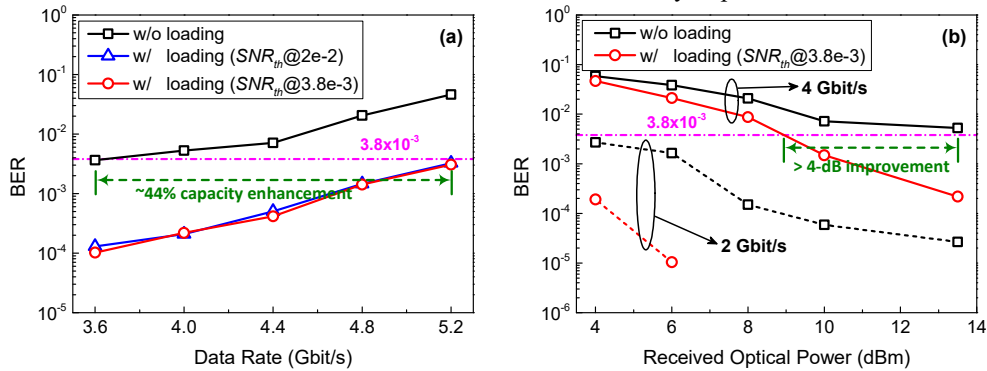 (a)
w/o loading
w/ loading (SNR_th@2e-2)
w/ loading (SNR_th@3.8e-3)
3.8x10^-3
~44% capacity enhancement
BER
10^0
10^-1
10^-2
10^-3
10^-4
10^-5
3.6 4.0 4.4 4.8 5.2
Data Rate (Gbit/s)
(b)
w/o loading
w/ loading (SNR_th@3.8e-3)
4 Gbit/s
3.8x10^-3
> 4-dB improvement
2 Gbit/s
BER
10^0
10^-1
10^-2
10^-3
10^-4
10^-5
10^-6
4 6 8 10 12 14
Received Optical Power (dBm)